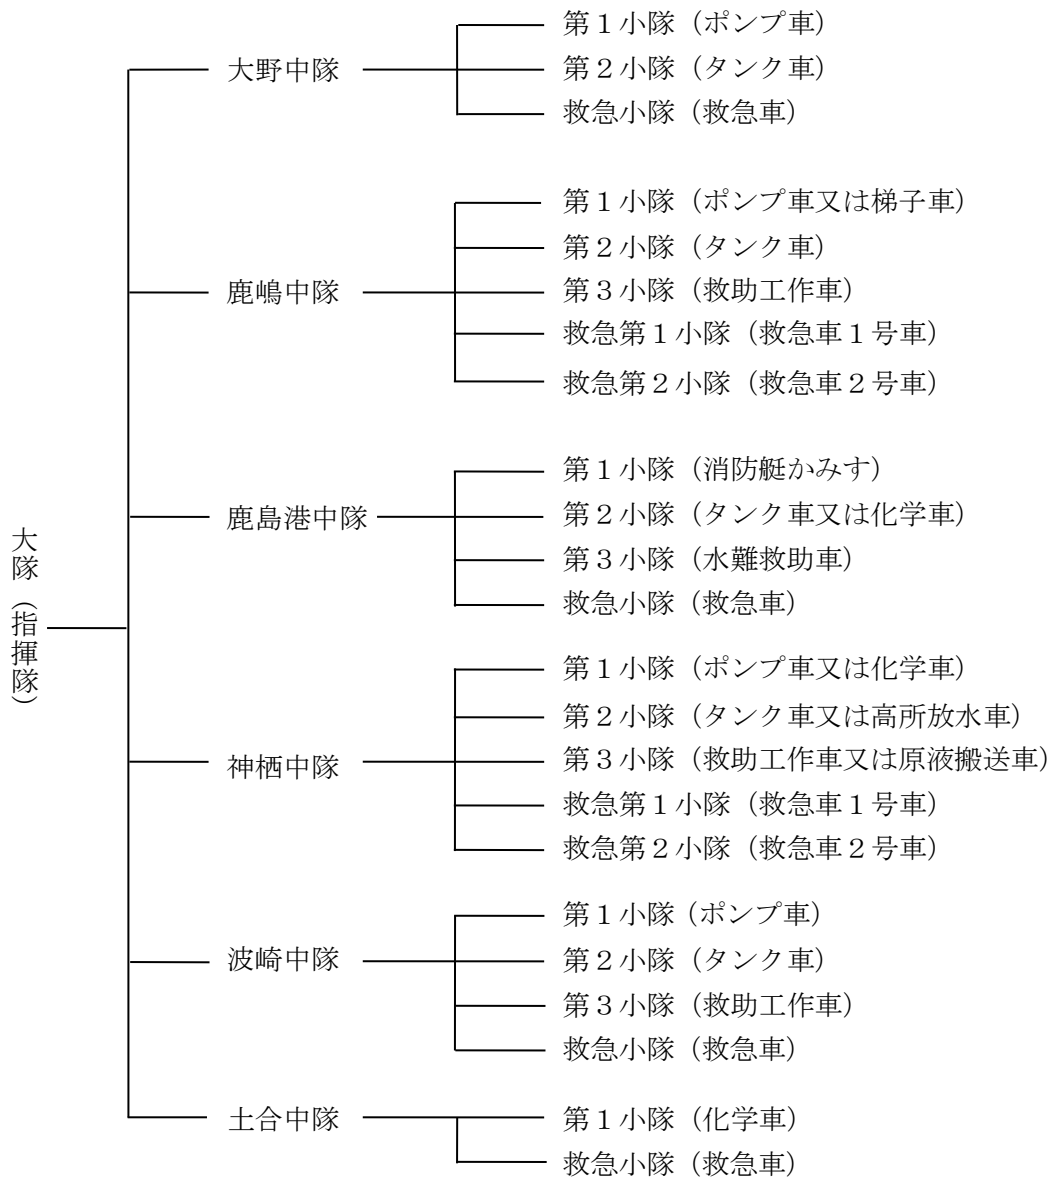 大隊（指揮隊）
大野中隊
第１小隊（ポンプ車）
第２小隊（タンク車）
救急小隊（救急車）
鹿嶋中隊
第１小隊（ポンプ車又は梯子車）
第２小隊（タンク車）
第３小隊（救助工作車）
救急第１小隊（救急車１号車）
救急第２小隊（救急車２号車）
鹿島港中隊
第１小隊（消防艇かみす）
第２小隊（タンク車又は化学車）
第３小隊（水難救助車）
救急小隊（救急車）
神栖中隊
第１小隊（ポンプ車又は化学車）
第２小隊（タンク車又は高所放水車）
第３小隊（救助工作車又は原液搬送車）
救急第１小隊（救急車１号車）
救急第２小隊（救急車２号車）
波崎中隊
第１小隊（ポンプ車）
第２小隊（タンク車）
第３小隊（救助工作車）
救急小隊（救急車）
土合中隊
第１小隊（化学車）
救急小隊（救急車）